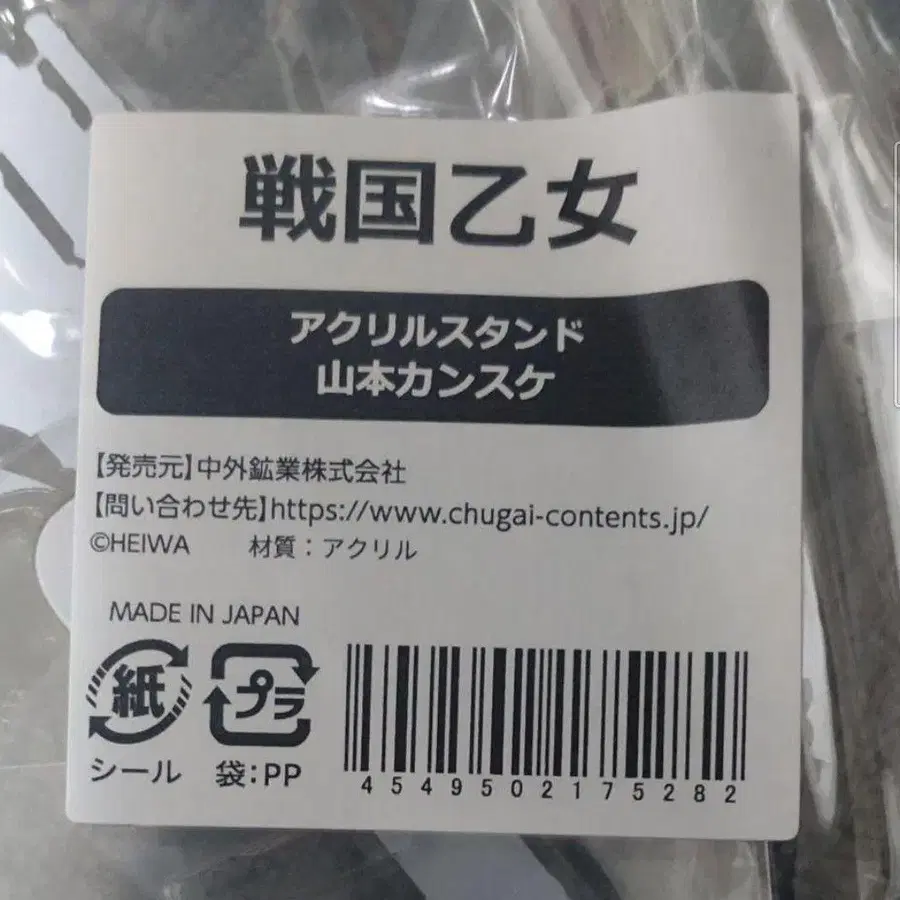 戦国乙女
アクリルスタンド
山本カンスケ
【発売元】中外鉱業株式会社
【問い合わせ先】https://www.chugai-contents.jp/
©HEIWA 材質：アクリル
MADE IN JAPAN
紙 プラ
シール 袋:PP
4549502175282